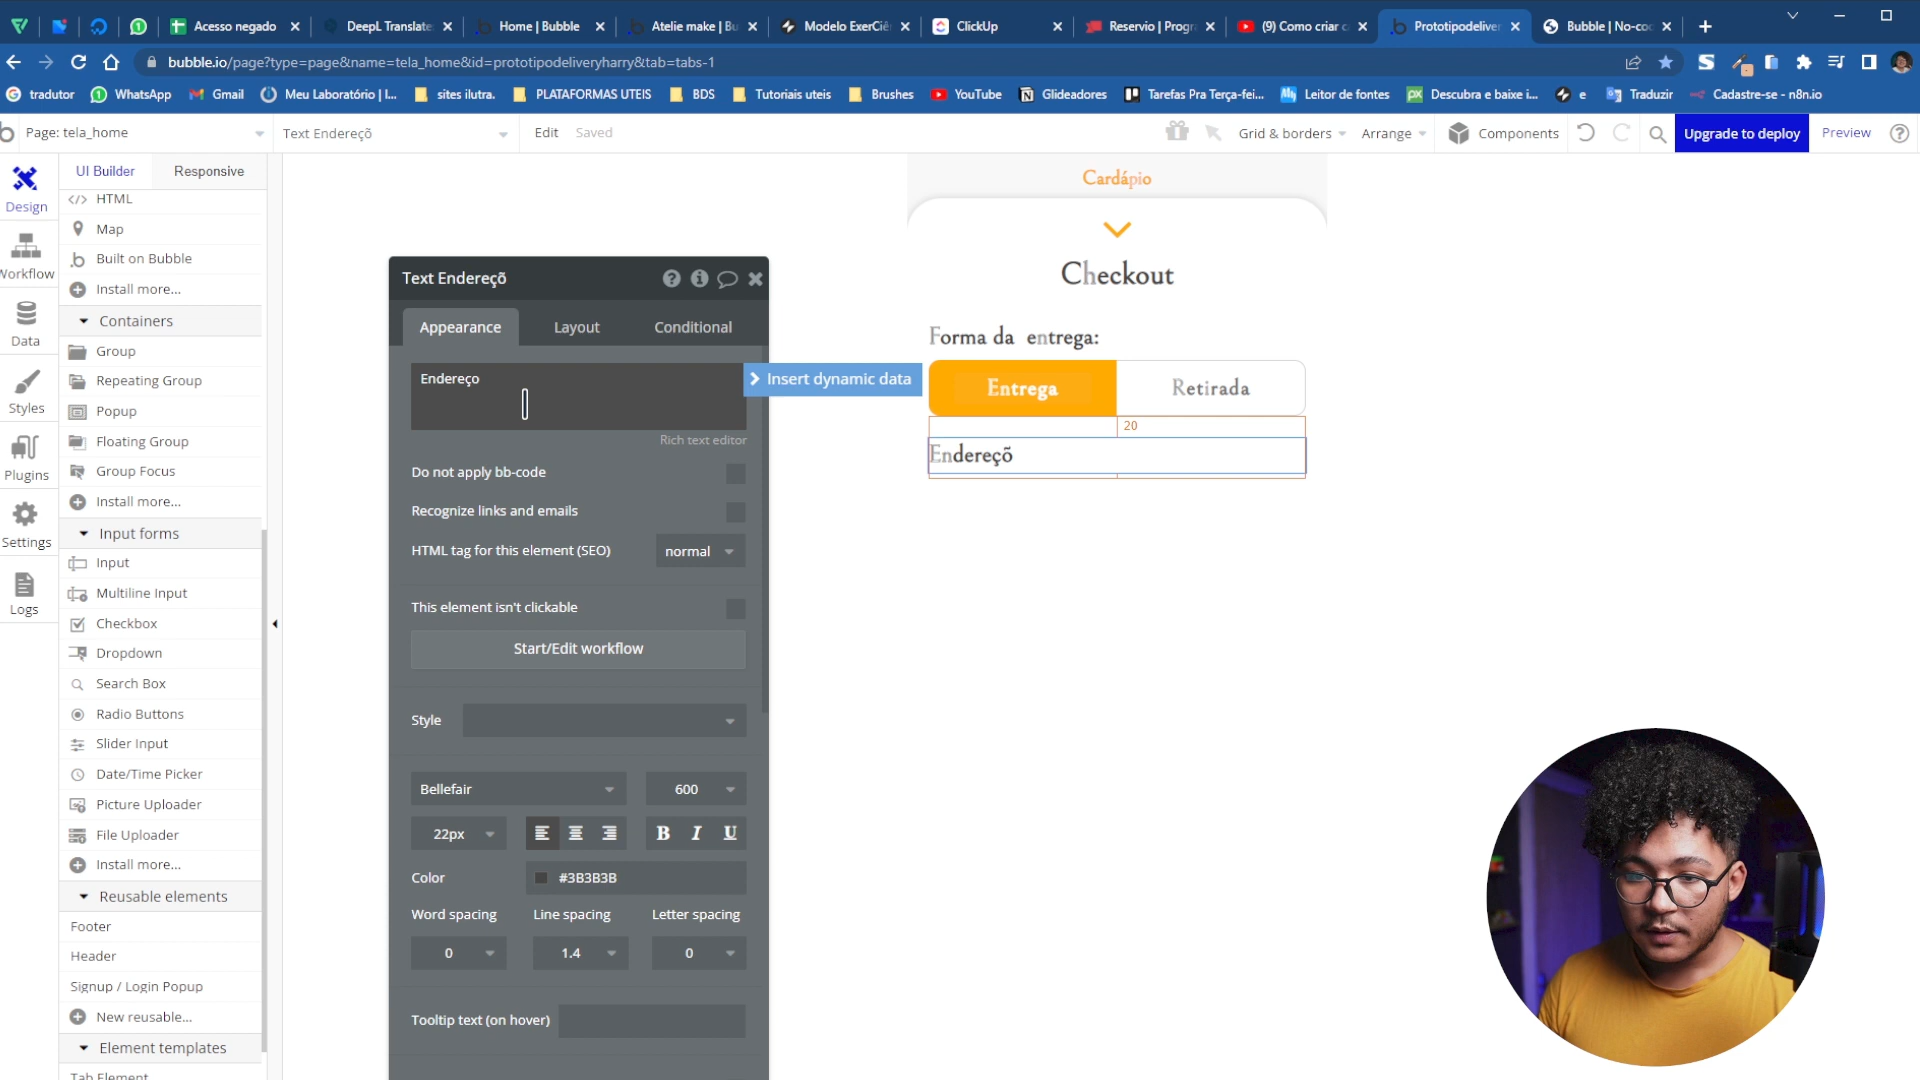 Acesso negado
DeepL Translate
Home | Bubble
Atelie make | Bu
Modelo ExerCiê
ClickUp
Reservio | Progr
(9) Como criar c
Prototipodeliver
Bubble | No-co
bubble.io/page?type=page&name=tela_home&id=prototipodeliveryharry&tab=tabs-1
tradutor
WhatsApp
Gmail
Meu Laboratório | I...
sites ilutra.
PLATAFORMAS UTEIS
BDS
Tutoriais uteis
Brushes
YouTube
Glideadores
Tarefas Pra Terça-fei...
Leitor de fontes
Descubra e baixe i...
e
Traduzir
Cadastre-se - n8n.io
Page: tela_home
Text Endereçõ
Edit
Saved
Grid & borders
Arrange
Components
Upgrade to deploy
Preview
Design
Workflow
Data
Styles
Plugins
Settings
Logs
UI Builder
Responsive
HTML
Map
Built on Bubble
Install more...
Containers
Group
Repeating Group
Popup
Floating Group
Group Focus
Install more...
Input forms
Input
Multiline Input
Checkbox
Dropdown
Search Box
Radio Buttons
Slider Input
Date/Time Picker
Picture Uploader
File Uploader
Install more...
Reusable elements
Footer
Header
Signup / Login Popup
New reusable...
Element templates
Tab Element
Text Endereçõ
Appearance
Layout
Conditional
Endereço
Insert dynamic data
Rich text editor
Do not apply bb-code
Recognize links and emails
HTML tag for this element (SEO)
normal
This element isn't clickable
Start/Edit workflow
Style
Bellefair
600
22px
B I U
Color
#3B3B3B
Word spacing
Line spacing
Letter spacing
0
1.4
0
Tooltip text (on hover)
Cardápio
Checkout
Forma da entrega:
Entrega
Retirada
20
Endereçõ